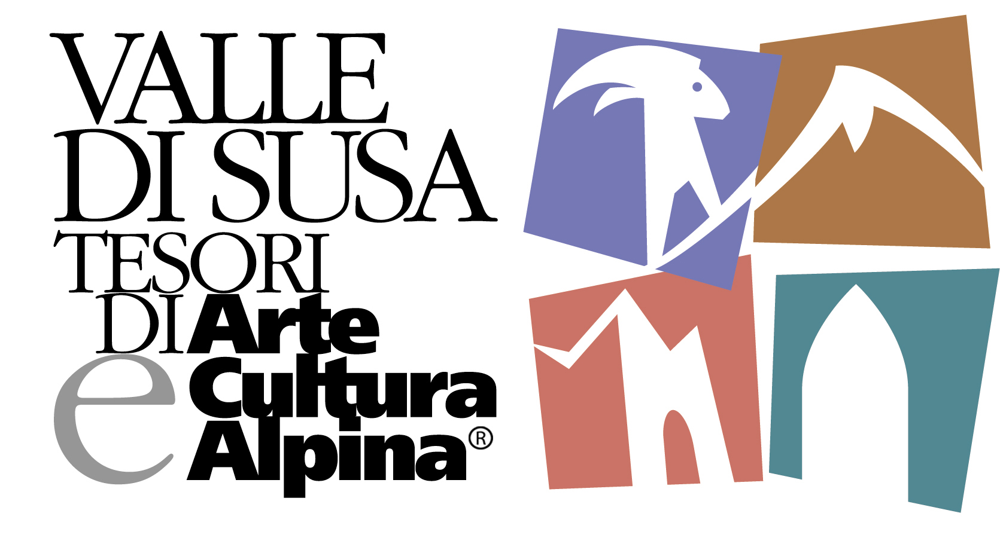 VALLE
DI SUSA
TESORI
DI Arte
e Cultura
Alpina®